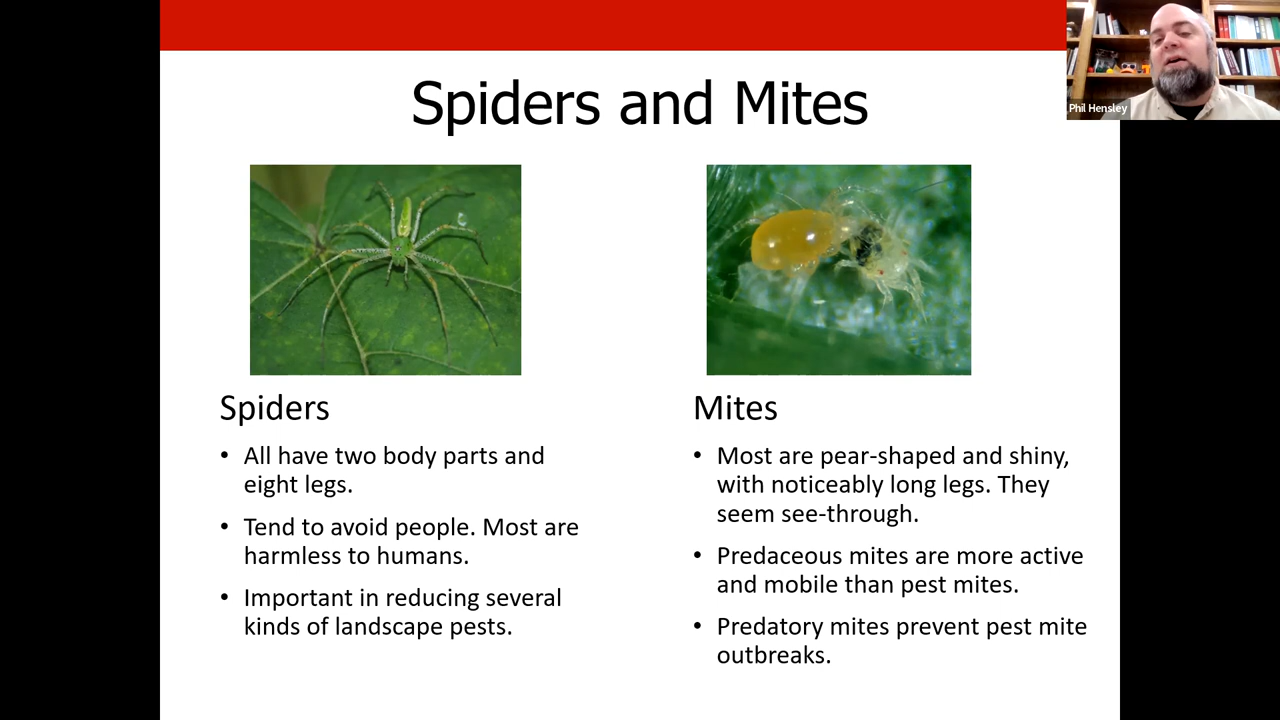 Spiders and Mites
Phil Hensley
Spiders
• All have two body parts and
eight legs.
• Tend to avoid people. Most are
harmless to humans.
• Important in reducing several
kinds of landscape pests.
Mites
• Most are pear-shaped and shiny,
with noticeably long legs. They
seem see-through.
• Predaceous mites are more active
and mobile than pest mites.
• Predatory mites prevent pest mite
outbreaks.